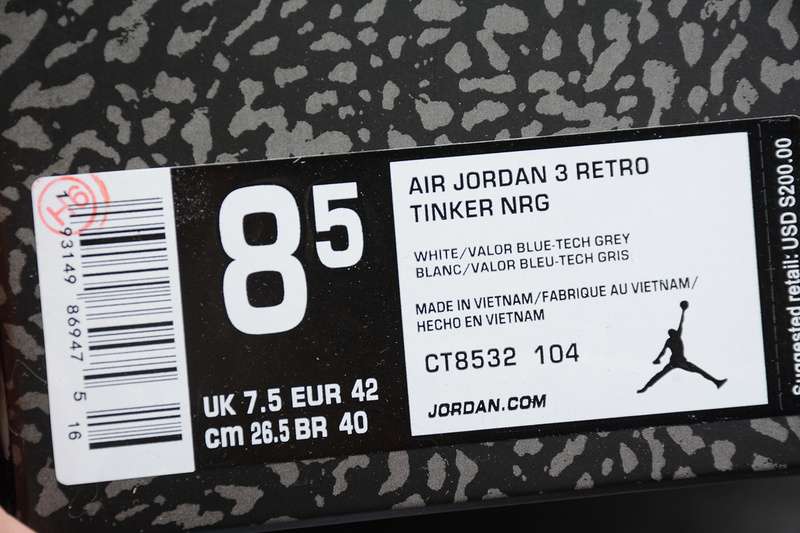 8 5
UK 7.5 EUR 42
cm 26.5 BR 40
AIR JORDAN 3 RETRO
TINKER NRG
WHITE/VALOR BLUE-TECH GREY
BLANC/VALOR BLEU-TECH GRIS
MADE IN VIETNAM/FABRIQUE AU VIETNAM/
HECHO EN VIETNAM
CT8532 104
JORDAN.COM
Suggested retail: USD $200.00
1 93149 86947 5 16